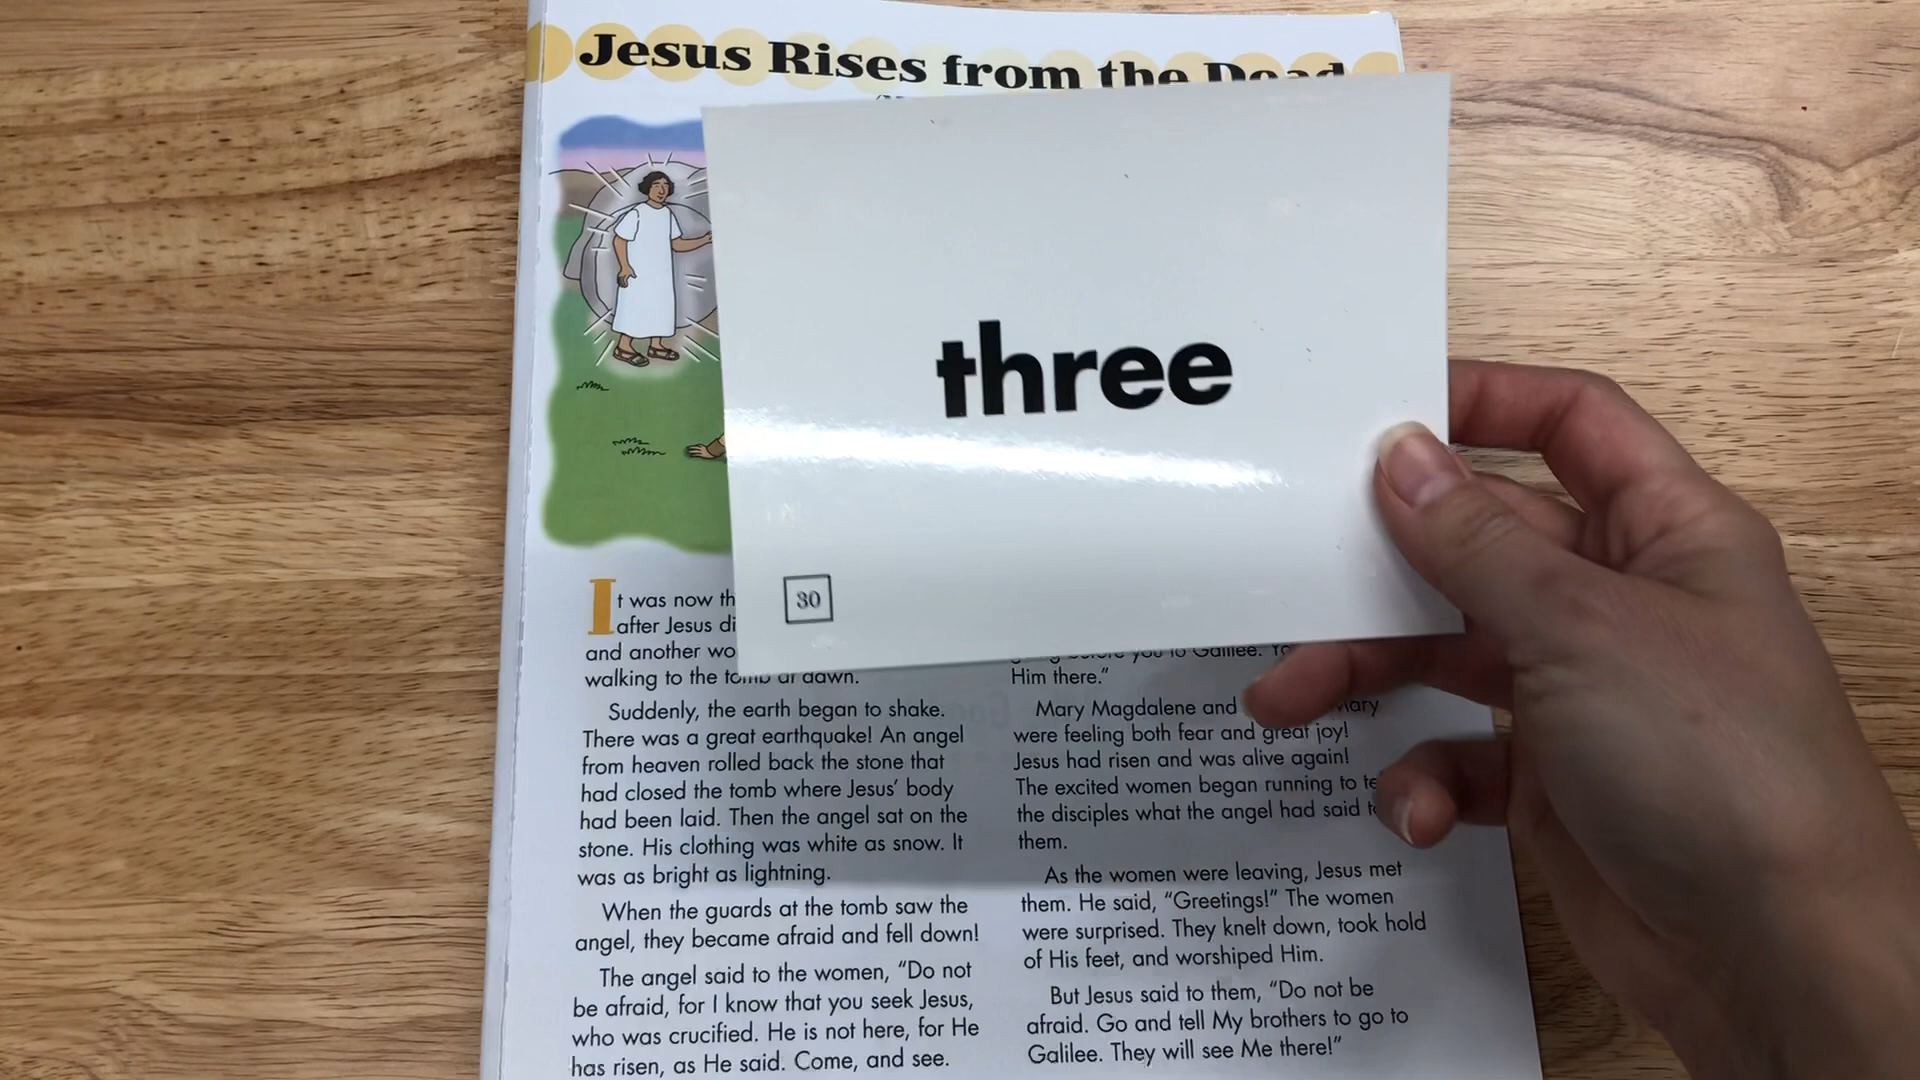 Jesus Rises from the Dead
three
30
It was now th
after Jesus di
and another wo
walking to the tomb at dawn.
Suddenly, the earth began to shake.
There was a great earthquake! An angel
from heaven rolled back the stone that
had closed the tomb where Jesus’ body
had been laid. Then the angel sat on the
stone. His clothing was white as snow. It
was as bright as lightning.
When the guards at the tomb saw the
angel, they became afraid and fell down!
The angel said to the women, “Do not
be afraid, for I know that you seek Jesus,
who was crucified. He is not here, for He
has risen, as He said. Come, and see.
you to Galilee.
Him there.”
Mary Magdalene and Mary
were feeling both fear and great joy!
Jesus had risen and was alive again!
The excited women began running to te
the disciples what the angel had said t
them.
As the women were leaving, Jesus met
them. He said, “Greetings!” The women
were surprised. They knelt down, took hold
of His feet, and worshiped Him.
But Jesus said to them, “Do not be
afraid. Go and tell My brothers to go to
Galilee. They will see Me there!”